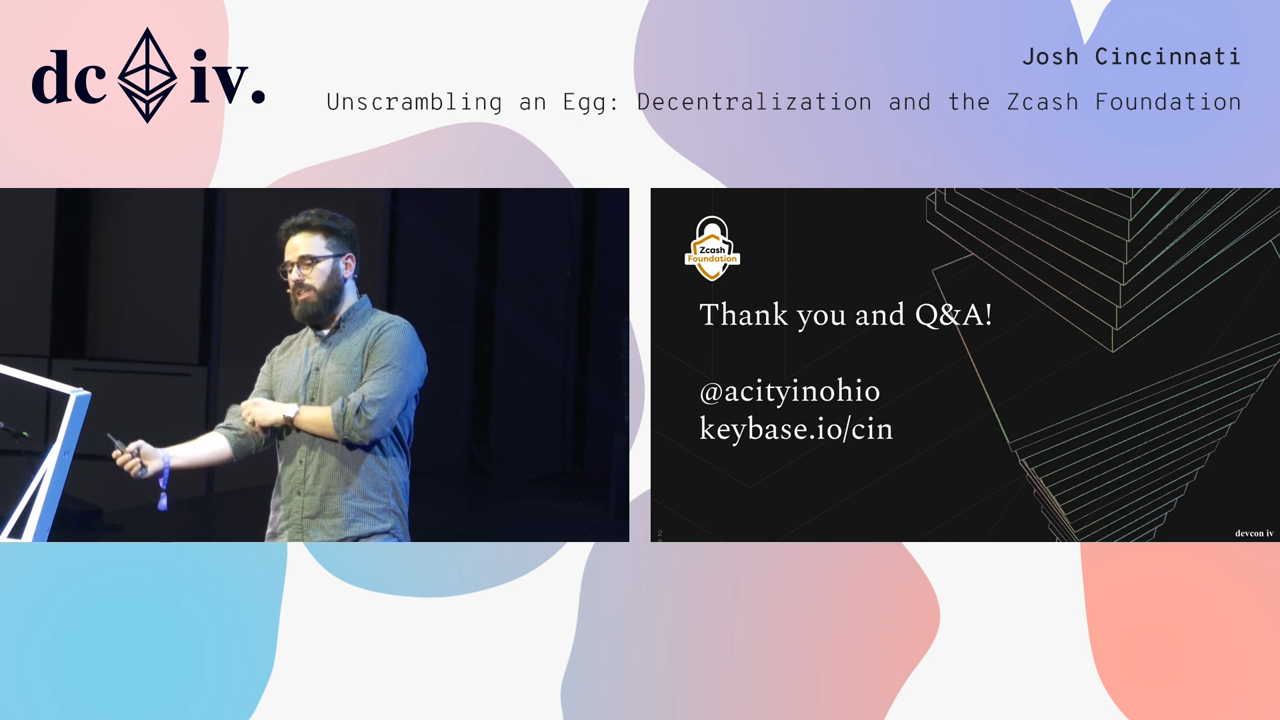 dc iv.
Josh Cincinnati
Unscrambling an Egg: Decentralization and the Zcash Foundation
Zcash
Foundation
Thank you and Q&A!
@acityinohio
keybase.io/cin
devcon iv